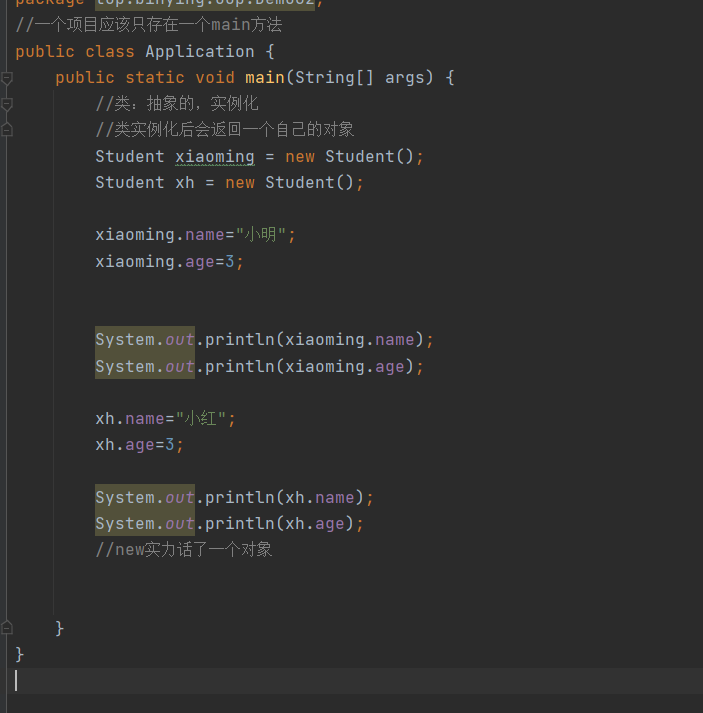 package top.binying.oop.Demo02;
//一个项目应该只存在一个main方法
public class Application {
public static void main(String[] args) {
//类：抽象的，实例化
//类实例化后会返回一个自己的对象
Student xiaoming = new Student();
Student xh = new Student();
xiaoming.name="小明";
xiaoming.age=3;
System.out.println(xiaoming.name);
System.out.println(xiaoming.age);
xh.name="小红";
xh.age=3;
System.out.println(xh.name);
System.out.println(xh.age);
//new实力话了一个对象
}
}